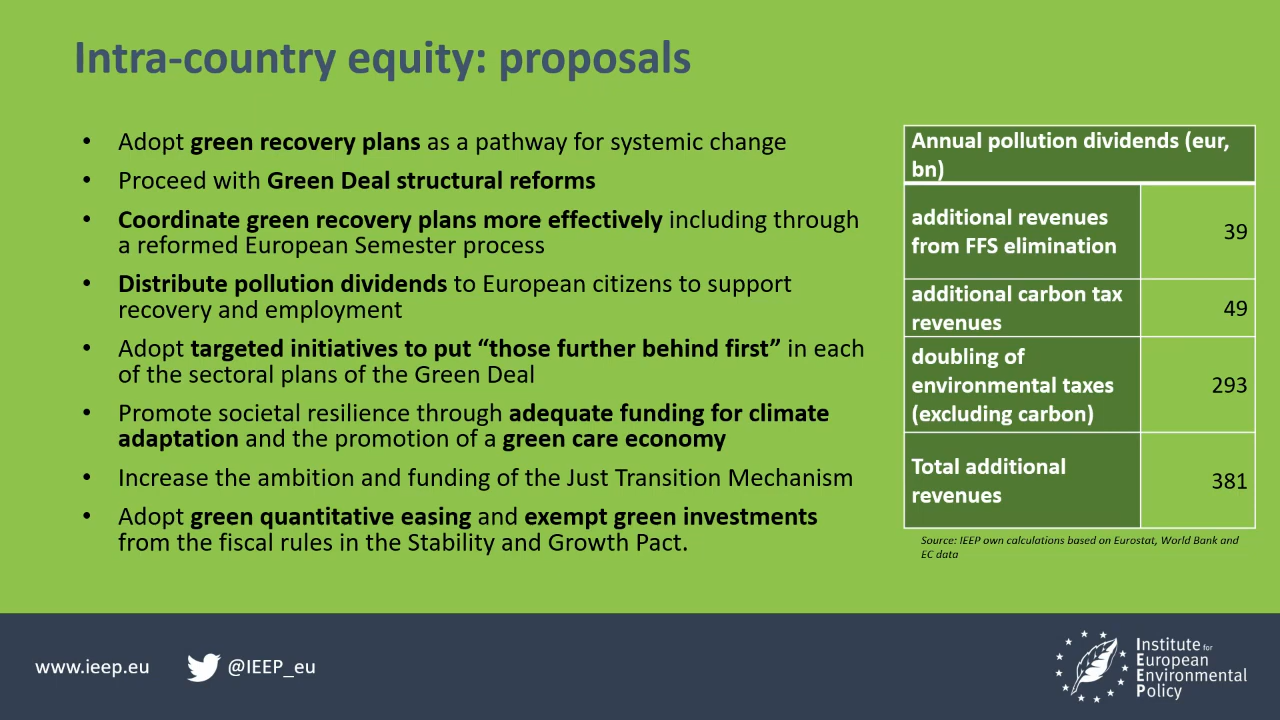 Intra-country equity: proposals
• Adopt green recovery plans as a pathway for systemic change
• Proceed with Green Deal structural reforms
• Coordinate green recovery plans more effectively including through
a reformed European Semester process
• Distribute pollution dividends to European citizens to support
recovery and employment
• Adopt targeted initiatives to put “those further behind first” in each
of the sectoral plans of the Green Deal
• Promote societal resilience through adequate funding for climate
adaptation and the promotion of a green care economy
• Increase the ambition and funding of the Just Transition Mechanism
• Adopt green quantitative easing and exempt green investments
from the fiscal rules in the Stability and Growth Pact.
Annual pollution dividends (eur,
bn)
additional revenues
from FFS elimination
39
additional carbon tax
revenues
49
doubling of
environmental taxes
(excluding carbon)
293
Total additional
revenues
381
Source: IEEP own calculations based on Eurostat, World Bank and
EC data
www.ieep.eu
@IEEP_eu
Institute for
European
Environmental
Policy